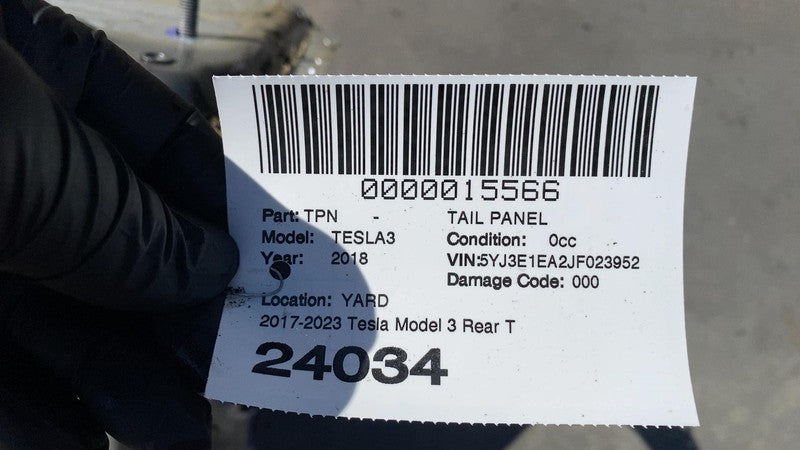 0000015566
Part: TPN - TAIL PANEL
Model: TESLA3 Condition: 0cc
Year: 2018 VIN:5YJ3E1EA2JF023952
Damage Code: 000
Location: YARD
2017-2023 Tesla Model 3 Rear T
24034